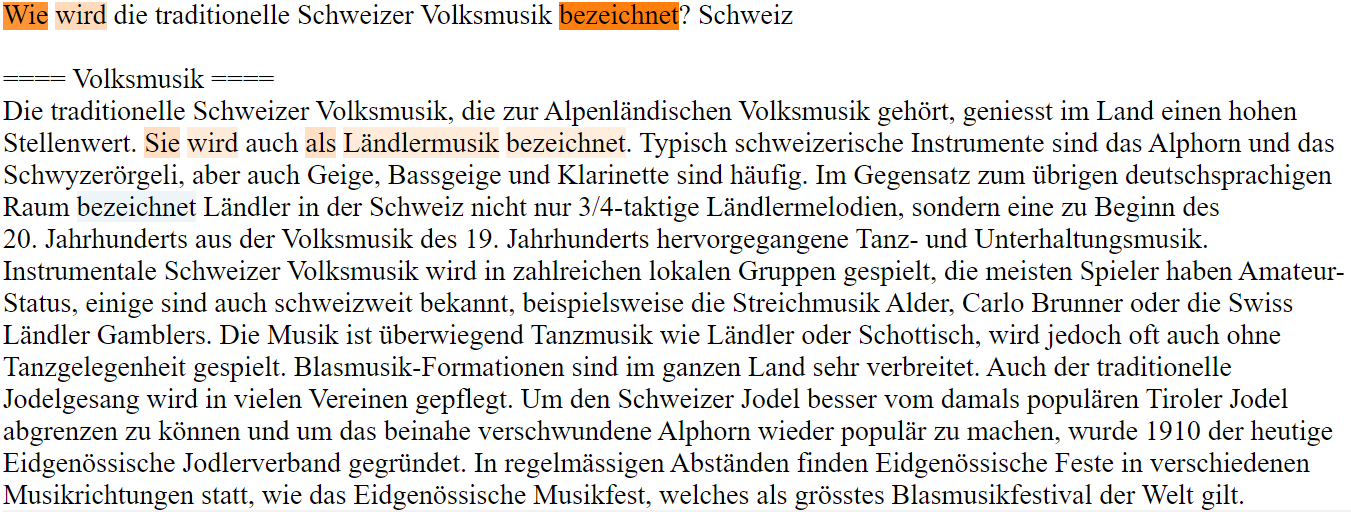 Wie wird die traditionelle Schweizer Volksmusik bezeichnet? Schweiz
==== Volksmusik ====
Die traditionelle Schweizer Volksmusik, die zur Alpenländischen Volksmusik gehört, geniesst im Land einen hohen
Stellenwert. Sie wird auch als Ländlermusik bezeichnet. Typisch schweizerische Instrumente sind das Alphorn und das
Schwyzerörgeli, aber auch Geige, Bassgeige und Klarinette sind häufig. Im Gegensatz zum übrigen deutschsprachigen
Raum bezeichnet Ländler in der Schweiz nicht nur 3/4-taktige Ländlermelodien, sondern eine zu Beginn des
20. Jahrhunderts aus der Volksmusik des 19. Jahrhunderts hervorgegangene Tanz- und Unterhaltungsmusik.
Instrumentale Schweizer Volksmusik wird in zahlreichen lokalen Gruppen gespielt, die meisten Spieler haben Amateur-
Status, einige sind auch schweizweit bekannt, beispielsweise die Streichmusik Alder, Carlo Brunner oder die Swiss
Ländler Gamblers. Die Musik ist überwiegend Tanzmusik wie Ländler oder Schottisch, wird jedoch oft auch ohne
Tanzgelegenheit gespielt. Blasmusik-Formationen sind im ganzen Land sehr verbreitet. Auch der traditionelle
Jodelgesang wird in vielen Vereinen gepflegt. Um den Schweizer Jodel besser vom damals populären Tiroler Jodel
abgrenzen zu können und um das beinahe verschwundene Alphorn wieder populär zu machen, wurde 1910 der heutige
Eidgenössische Jodlerverband gegründet. In regelmässigen Abständen finden Eidgenössische Feste in verschiedenen
Musikrichtungen statt, wie das Eidgenössische Musikfest, welches als grösstes Blasmusikfestival der Welt gilt.